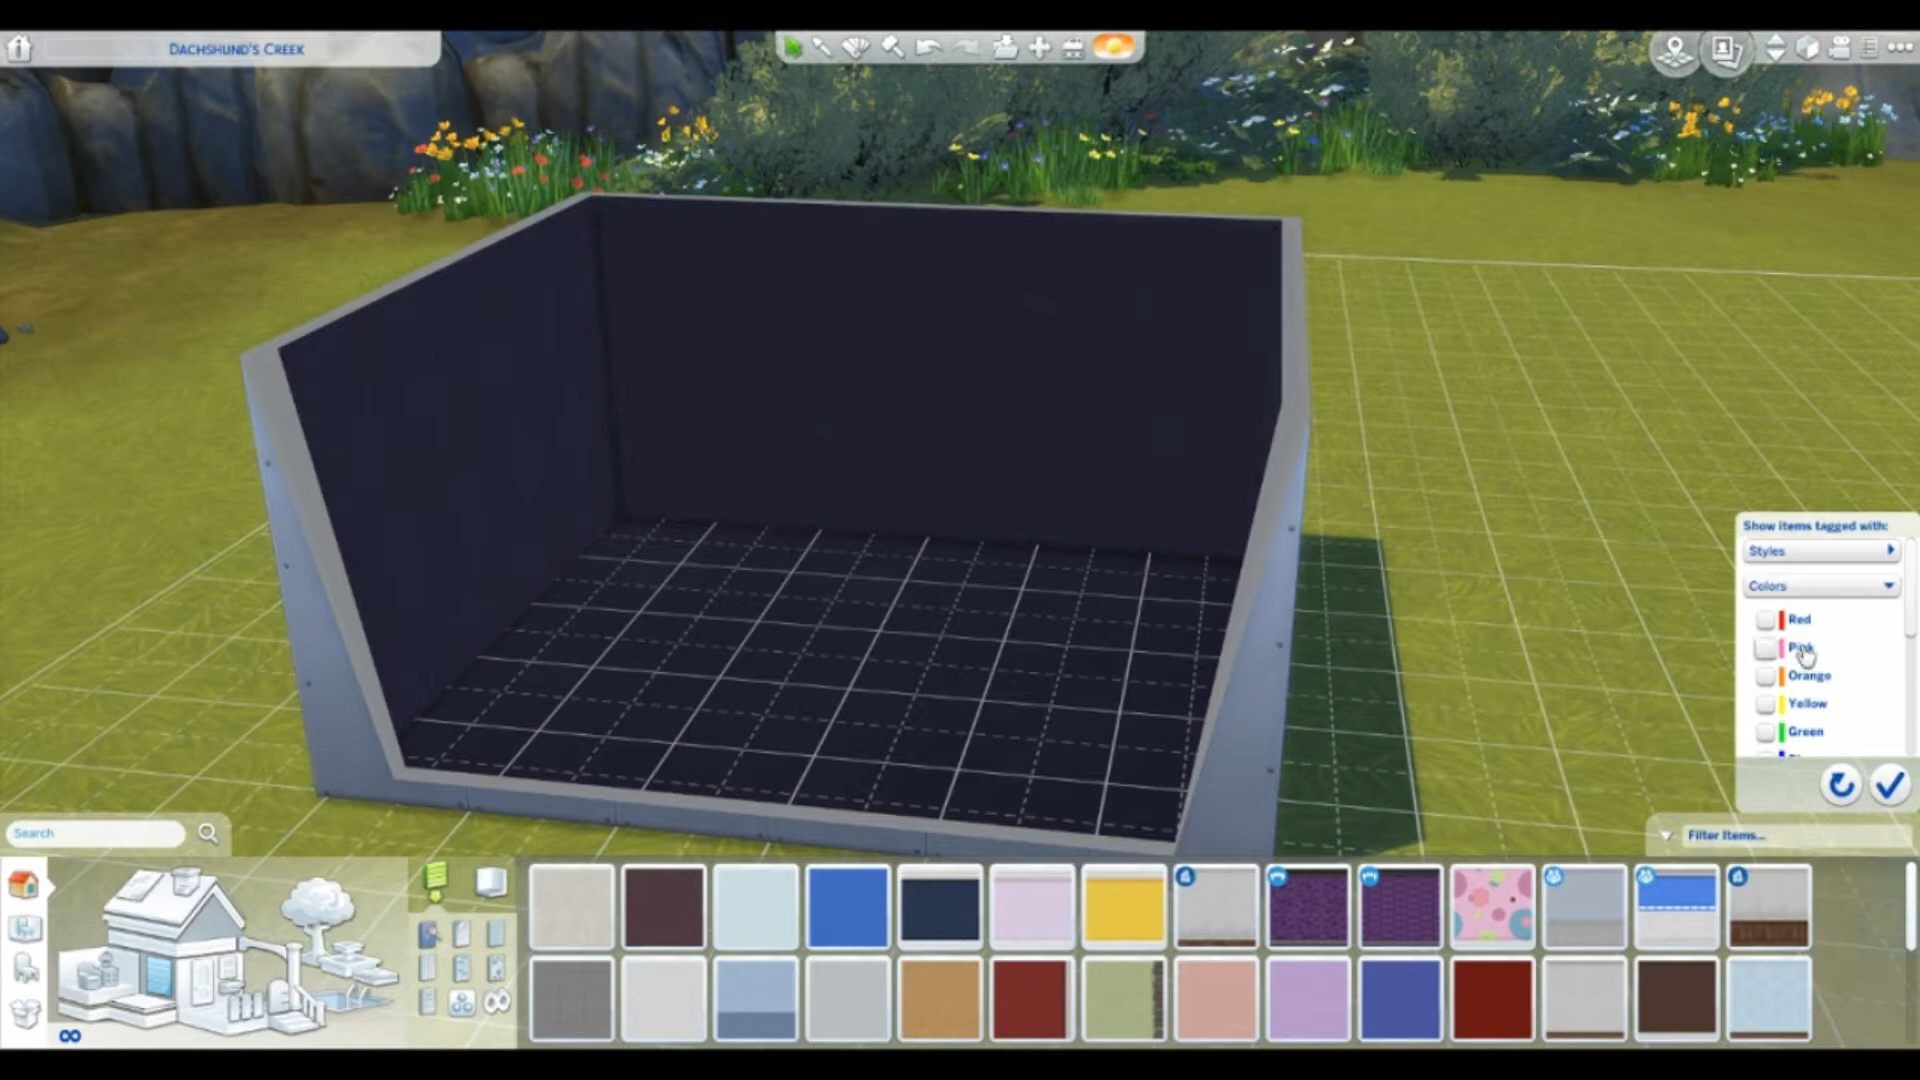 DACHSHUND'S CREEK
Show items tagged with:
Styles
Colors
Red
Pink
Orange
Yellow
Green
Search
Filter Items...